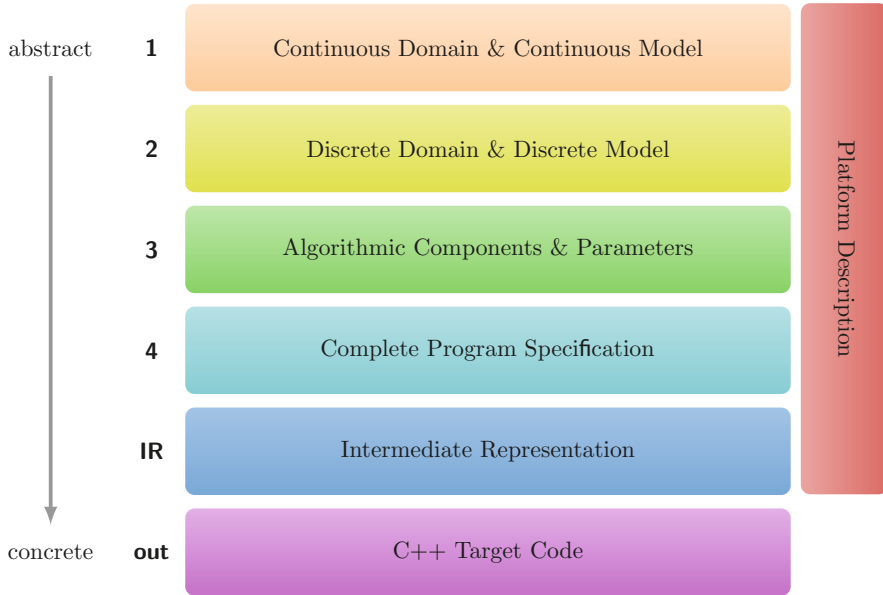 abstract
1
Continuous Domain & Continuous Model
2
Discrete Domain & Discrete Model
3
Algorithmic Components & Parameters
4
Complete Program Specification
IR
Intermediate Representation
concrete
out
C++ Target Code
Platform Description